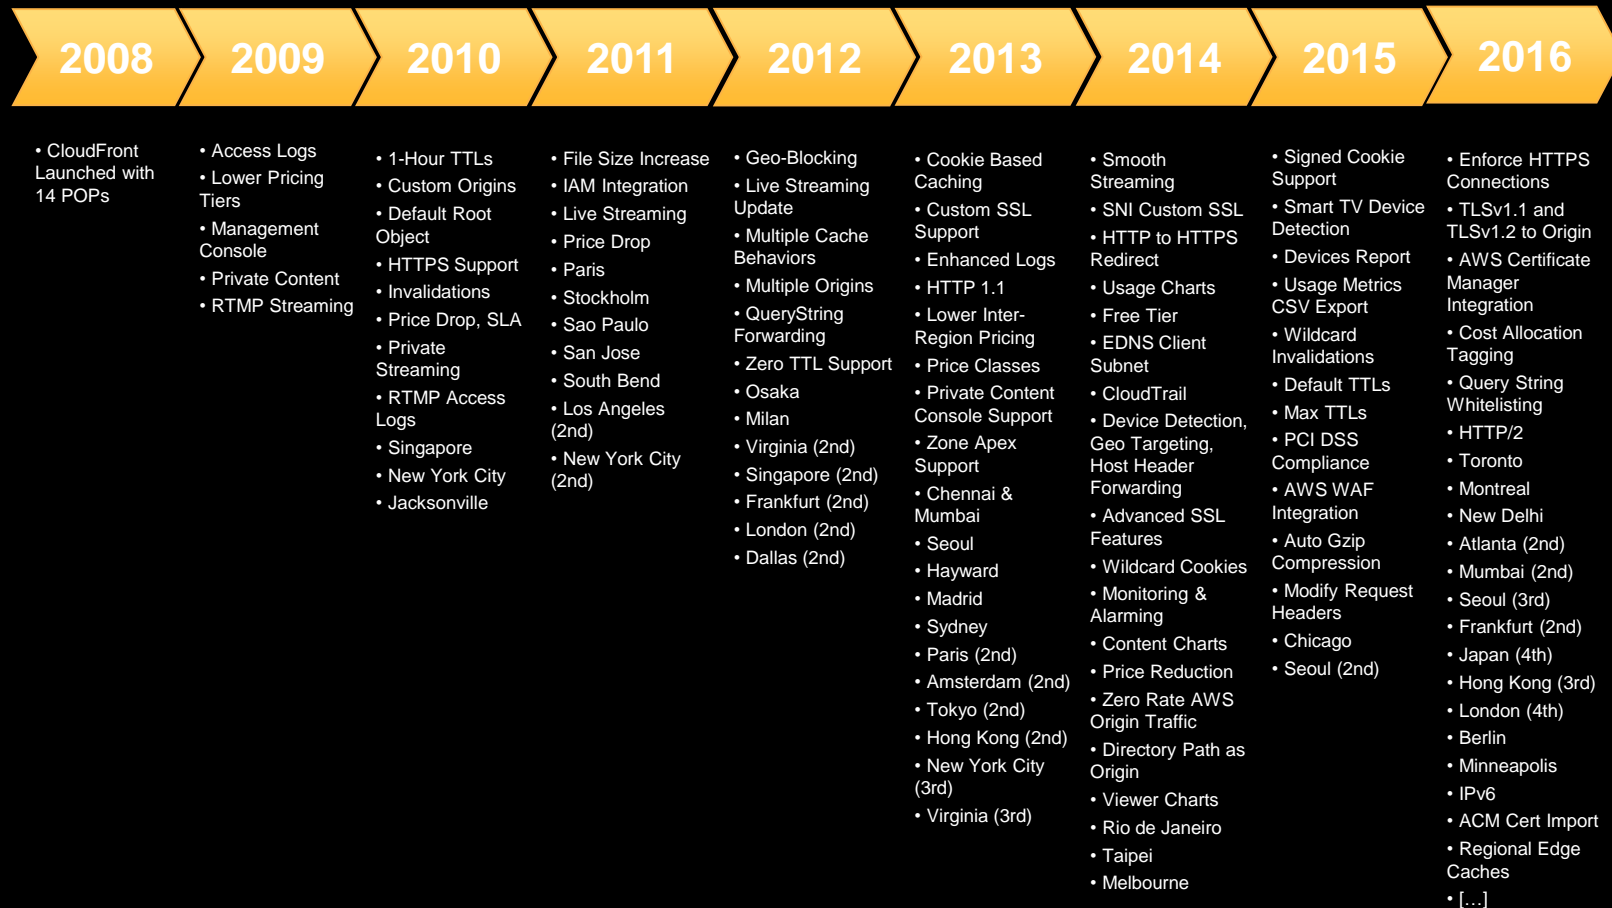 2008
2009
2010
2011
2012
2013
2014
2015
2016
• CloudFront
Launched with
14 POPs
• Access Logs
• Lower Pricing
Tiers
• Management
Console
• Private Content
• RTMP Streaming
• 1-Hour TTLs
• Custom Origins
• Default Root
Object
• HTTPS Support
• Invalidations
• Price Drop, SLA
• Private
Streaming
• RTMP Access
Logs
• Singapore
• New York City
• Jacksonville
• File Size Increase
• IAM Integration
• Live Streaming
• Price Drop
• Paris
• Stockholm
• Sao Paulo
• San Jose
• South Bend
• Los Angeles
(2nd)
• New York City
(2nd)
• Geo-Blocking
• Live Streaming
Update
• Multiple Cache
Behaviors
• Multiple Origins
• QueryString
Forwarding
• Zero TTL Support
• Osaka
• Milan
• Virginia (2nd)
• Singapore (2nd)
• Frankfurt (2nd)
• London (2nd)
• Dallas (2nd)
• Cookie Based
Caching
• Custom SSL
Support
• Enhanced Logs
• HTTP 1.1
• Lower Inter-
Region Pricing
• Price Classes
• Private Content
Console Support
• Zone Apex
Support
• Chennai &
Mumbai
• Seoul
• Hayward
• Madrid
• Sydney
• Paris (2nd)
• Amsterdam (2nd)
• Tokyo (2nd)
• Hong Kong (2nd)
• New York City
(3rd)
• Virginia (3rd)
• Smooth
Streaming
• SNI Custom SSL
• HTTP to HTTPS
Redirect
• Usage Charts
• Free Tier
• EDNS Client
Subnet
• CloudTrail
• Device Detection,
Geo Targeting,
Host Header
Forwarding
• Advanced SSL
Features
• Wildcard Cookies
• Monitoring &
Alarming
• Content Charts
• Price Reduction
• Zero Rate AWS
Origin Traffic
• Directory Path as
Origin
• Viewer Charts
• Rio de Janeiro
• Taipei
• Melbourne
• Signed Cookie
Support
• Smart TV Device
Detection
• Devices Report
• Usage Metrics
CSV Export
• Wildcard
Invalidations
• Default TTLs
• Max TTLs
• PCI DSS
Compliance
• AWS WAF
Integration
• Auto Gzip
Compression
• Modify Request
Headers
• Chicago
• Seoul (2nd)
• Enforce HTTPS
Connections
• TLSv1.1 and
TLSv1.2 to Origin
• AWS Certificate
Manager
Integration
• Cost Allocation
Tagging
• Query String
Whitelisting
• HTTP/2
• Toronto
• Montreal
• New Delhi
• Atlanta (2nd)
• Mumbai (2nd)
• Seoul (3rd)
• Frankfurt (2nd)
• Japan (4th)
• Hong Kong (3rd)
• London (4th)
• Berlin
• Minneapolis
• IPv6
• ACM Cert Import
• Regional Edge
Caches
• […]